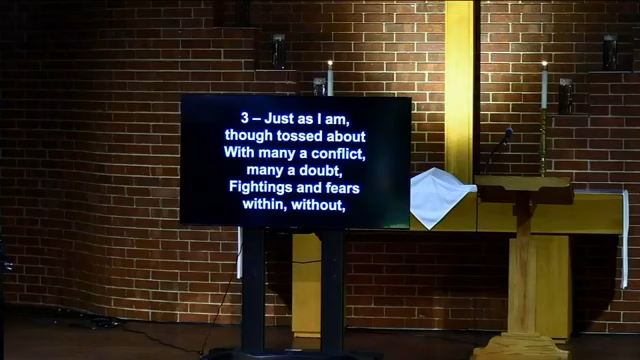 3 – Just as I am,
though tossed about
With many a conflict,
many a doubt,
Fightings and fears
within, without,